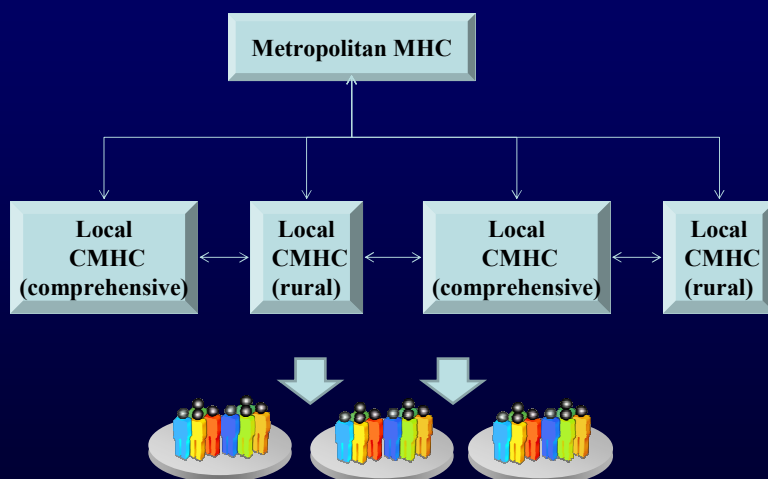 Metropolitan MHC
Local
CMHC
(comprehensive)
Local
CMHC
(rural)
Local
CMHC
(comprehensive)
Local
CMHC
(rural)